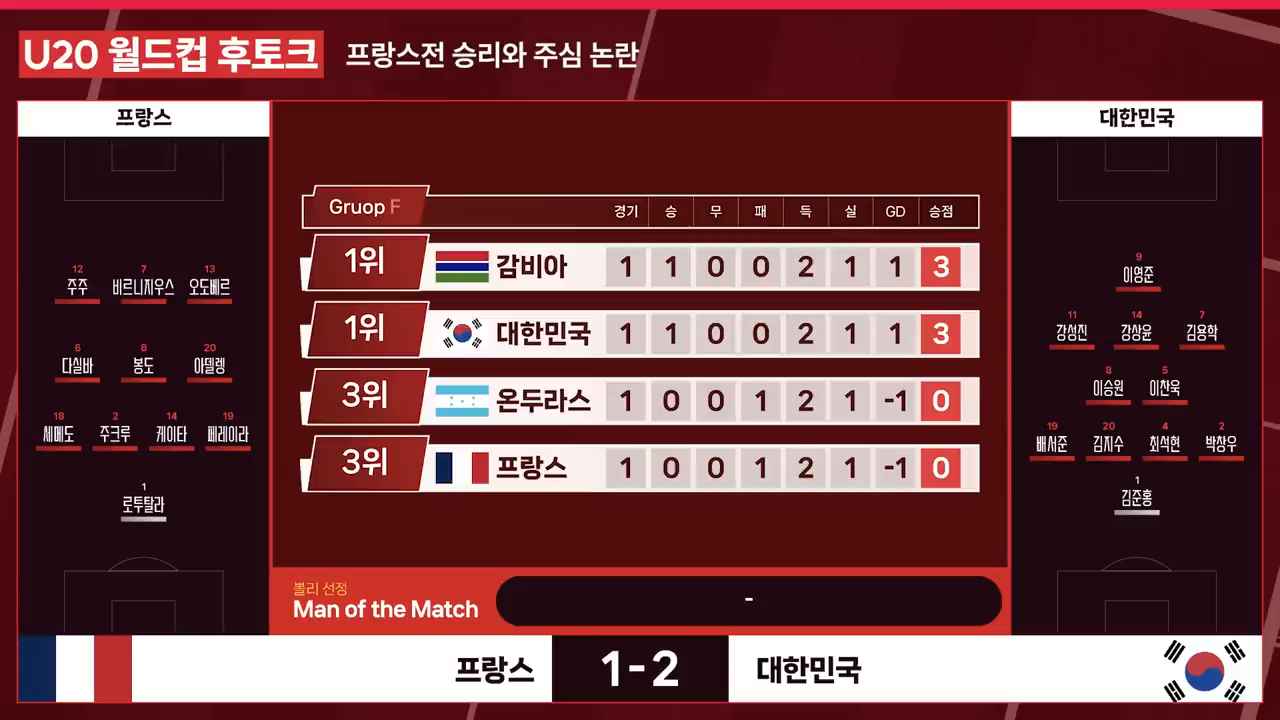 U20 월드컵 후토크
프랑스전 승리와 주심 논란
프랑스
12 7 13
주주 바르니지우스 오도베르
6 8 20
다실바 봉도 아텔렝
18 2 14 19
세메도 주크루 케이타 페레이라
1
로투탈라
Gruop F 경기 승 무 패 득 실 GD 승점
1위 감비아 1 1 0 0 2 1 1 3
1위 대한민국 1 1 0 0 2 1 1 3
3위 온두라스 1 0 0 1 2 1 -1 0
3위 프랑스 1 0 0 1 2 1 -1 0
대한민국
9
이영준
11 14 7
강성진 강상윤 김용학
8 5
이승원 이찬욱
19 20 4 2
배서준 김지수 최석현 박창우
1
김준홍
뽈리 선정
Man of the Match -
프랑스 1-2 대한민국